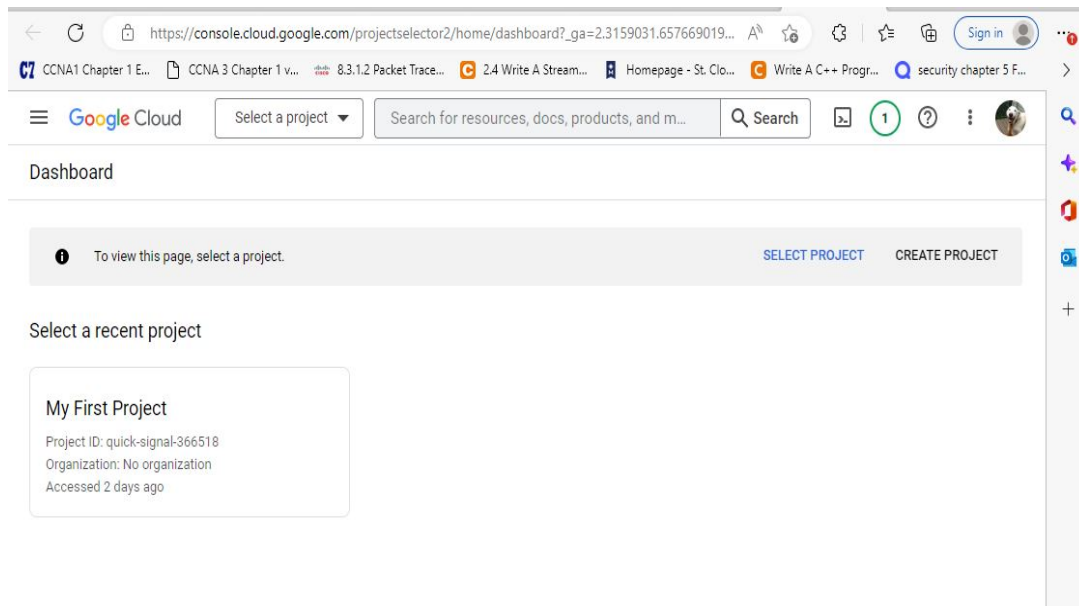 https://console.cloud.google.com/projectselector2/home/dashboard?_ga=2.3159031.657669019... A Sign in
C7 CCNA1 Chapter 1 E... CCNA 3 Chapter 1 v... 8.3.1.2 Packet Trace... C 2.4 Write A Stream... Homepage - St. Clo... C Write A C++ Progr... security chapter 5 F...
Google Cloud Select a project Search for resources, docs, products, and m... Search 1
Dashboard
To view this page, select a project. SELECT PROJECT CREATE PROJECT
Select a recent project
My First Project
Project ID: quick-signal-366518
Organization: No organization
Accessed 2 days ago